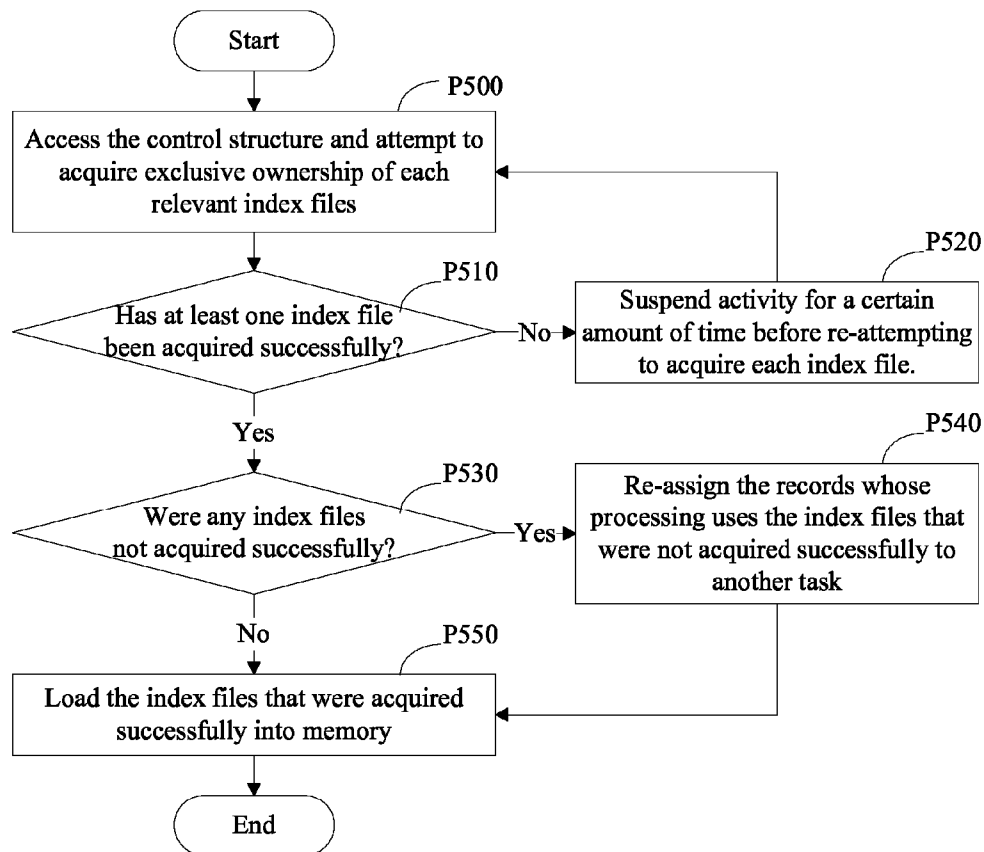 Start
P500
Access the control structure and attempt to
acquire exclusive ownership of each
relevant index files
P510
Has at least one index file
been acquired successfully?
No
P520
Suspend activity for a certain
amount of time before re-attempting
to acquire each index file.
Yes
P530
Were any index files
not acquired successfully?
Yes
P540
Re-assign the records whose
processing uses the index files that
were not acquired successfully to
another task
No
P550
Load the index files that were acquired
successfully into memory
End